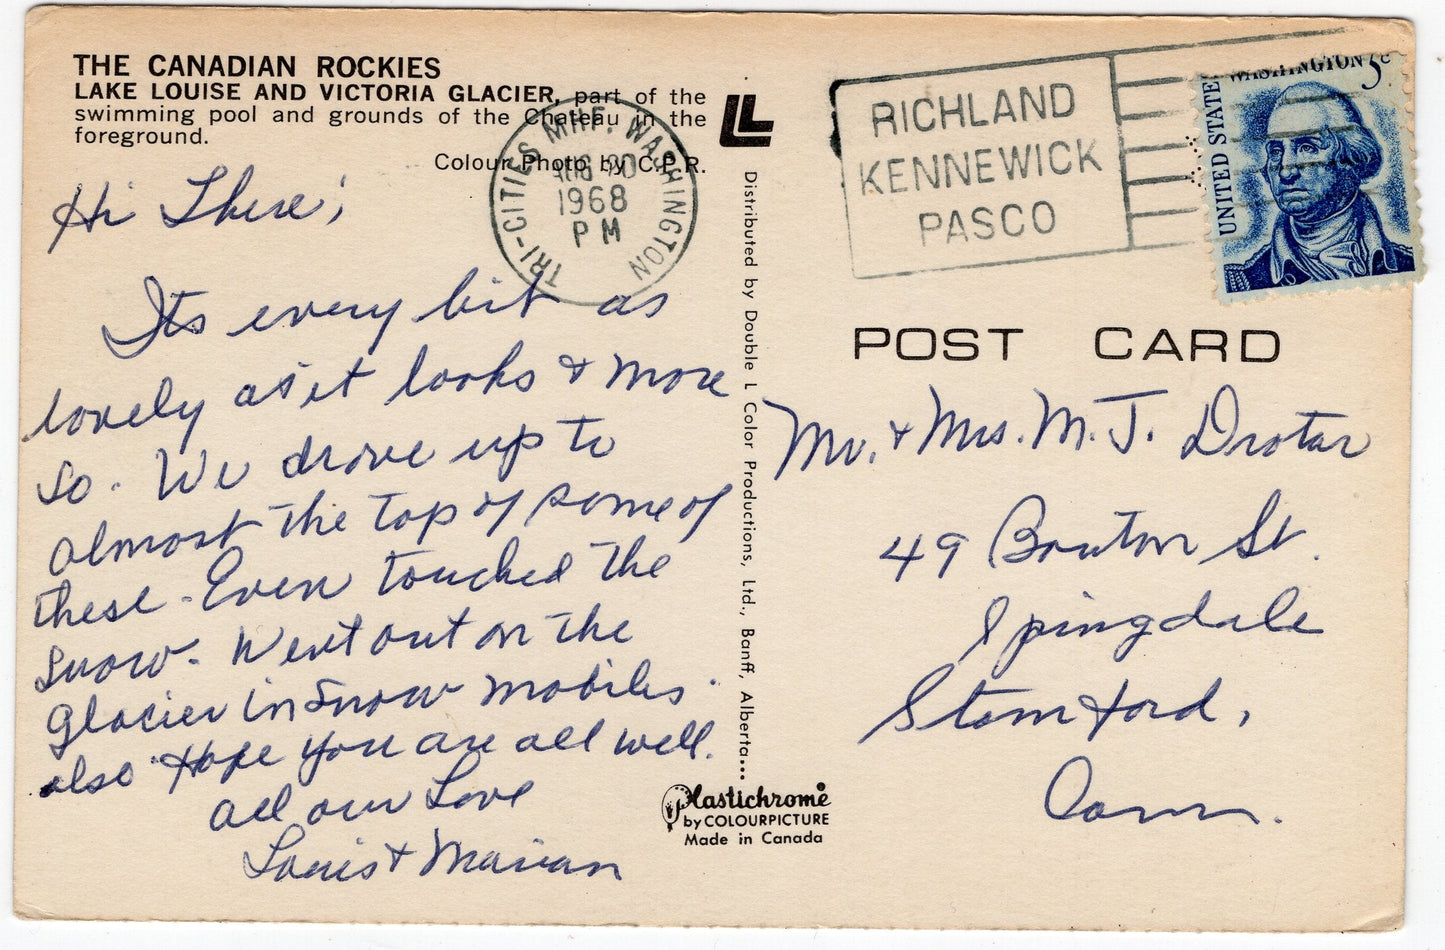 THE CANADIAN ROCKIES
LAKE LOUISE AND VICTORIA GLACIER, part of the
swimming pool and grounds of the Chateau in the
foreground.
Colour Photo by C.P.R.
Hi There;
Its every bit as
lovely as it looks & more
so. We drove up to
almost the top of some of
these. Even touched the
snow. Went out on the
glacier in snow mobiles
also Hope you are all well.
all our Love
Louis & Marian
LL
Distributed by Double L Color Productions, Ltd., Banff, Alberta...
Plastichrome
by COLOURPICTURE
Made in Canada
TRI-CITIES MRP. WASHINGTON
1968
PM
RICHLAND
KENNEWICK
PASCO
UNITED STATES
WASHINGTON 5c
POST CARD
Mr. & Mrs. M. J. Drotar
49 Bouton St.
Spingdale
Stamford,
Conn.